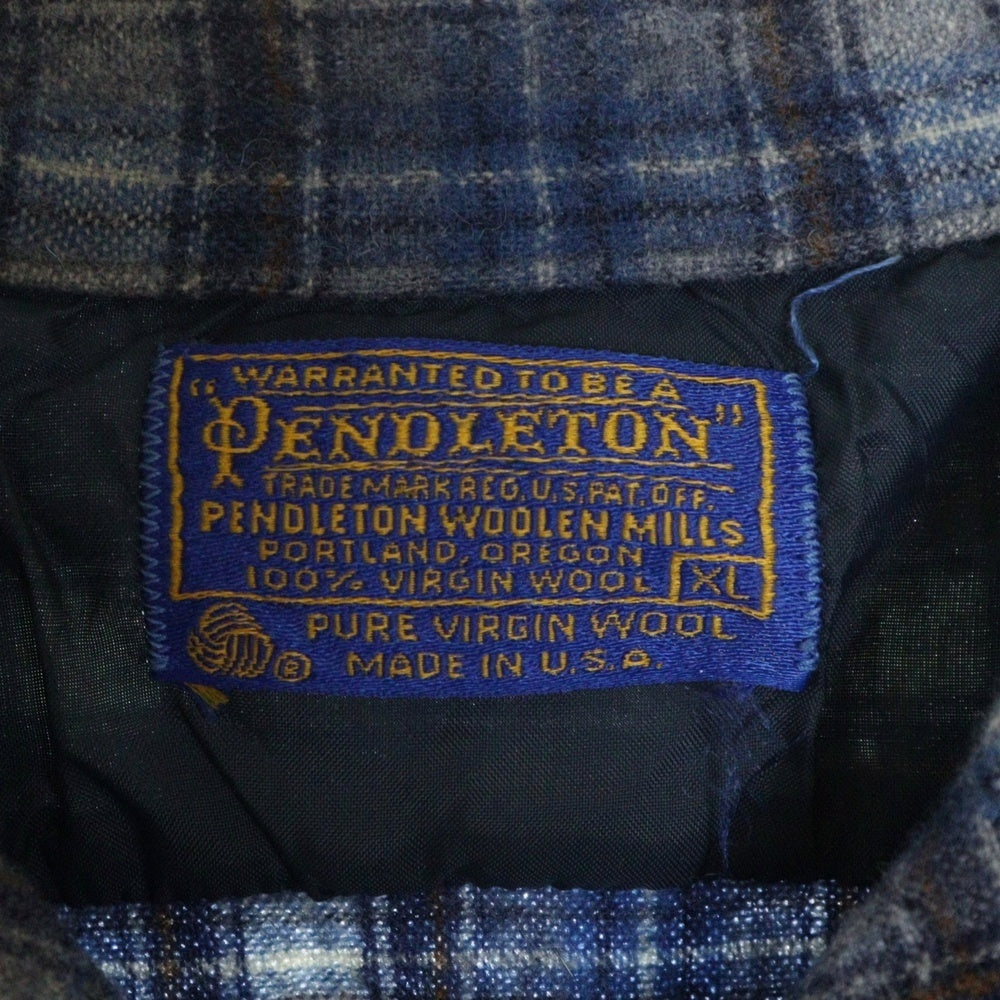 WARRANTED TO BE A
"PENDLETON"
TRADE MARK REG. U.S. PAT. OFF.
PENDLETON WOOLEN MILLS
PORTLAND, OREGON
100% VIRGIN WOOL XL
PURE VIRGIN WOOL
® MADE IN U.S.A.